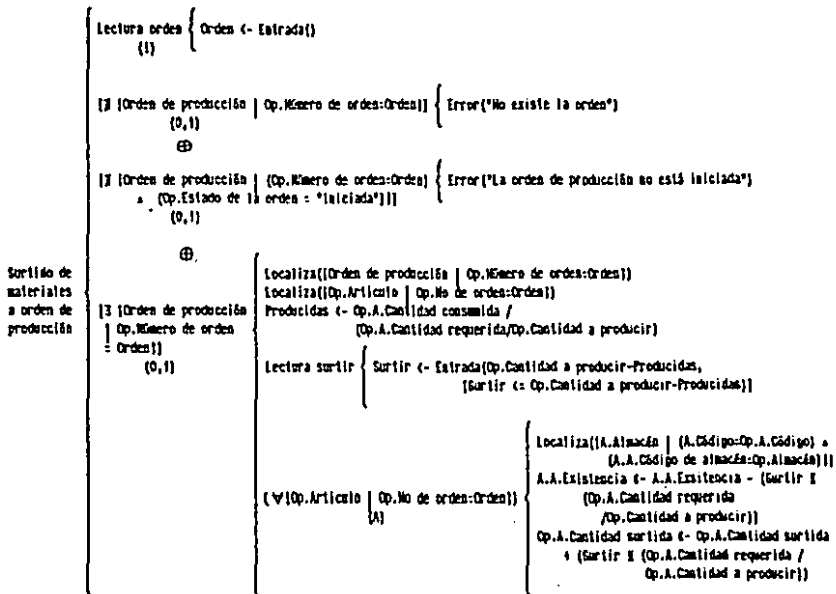 Lectura orden { Orden <- Entrada()
(1)
[∄ {Orden de producción | Op.Número de orden=Orden}] { Error("No existe la orden")
(0,1)
⊕
[∄ {Orden de producción | (Op.Número de orden=Orden) { Error("La orden de producción no está iniciada")
∧ (Op.Estado de la orden = "Iniciada")}]
(0,1)
⊕
Surtido de
materiales
a orden de
producción
[∃ {Orden de producción
| Op.Número de orden
= Orden}]
(0,1)
Localiza({Orden de producción | Op.Número de orden=Orden})
Localiza({Op.Artículo | Op.No de orden=Orden})
Producidas <- Op.A.Cantidad consumida /
(Op.A.Cantidad requerida/Op.Cantidad a producir)
Lectura surtir { Surtir <- Entrada(Op.Cantidad a producir-Producidas,
[Surtir <= Op.Cantidad a producir-Producidas)]
(∀{Op.Artículo | Op.No de orden=Orden})
(A)
Localiza({A.Almacén | (A.Código=Op.A.Código) ∧
(A.A.Código de almacén=Op.Almacén)})
A.A.Existencia <- A.A.Exsitencia - (Surtir X
(Op.A.Cantidad requerida
/Op.Cantidad a producir))
Op.A.Cantidad surtida <- Op.A.Cantidad surtida
+ (Surtir X (Op.A.Cantidad requerida /
Op.A.Cantidad a producir))